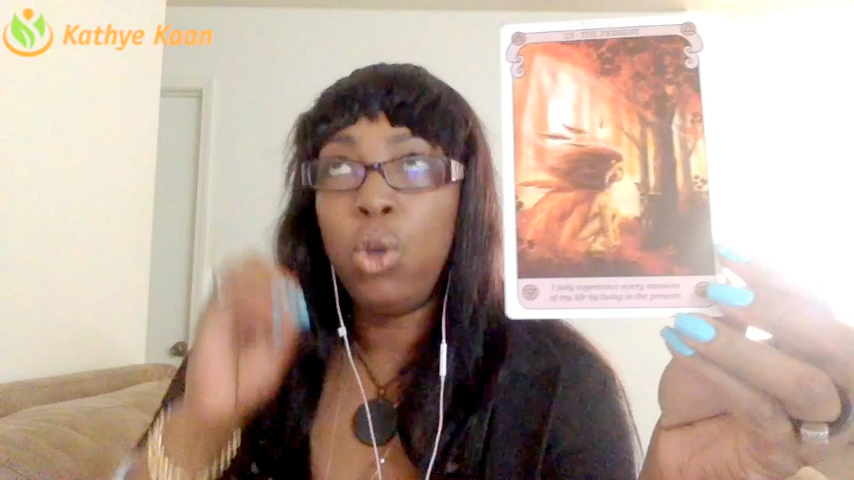 Kathye Kaan
23 THE PRESENT
I fully experience every moment
of my life by being in the present